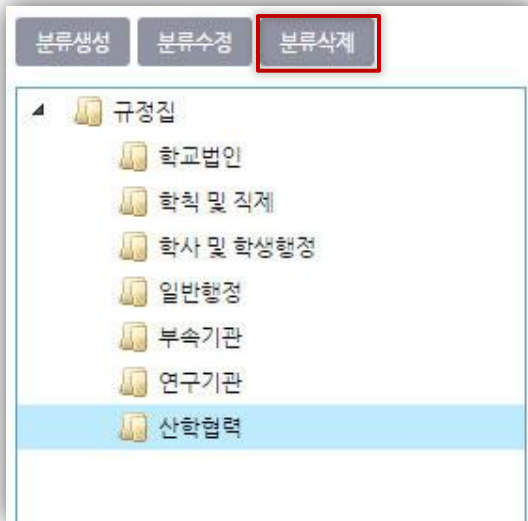 분류생성 분류수정 분류삭제
규정집
학교법인
학칙 및 직제
학사 및 학생행정
일반행정
부속기관
연구기관
산학협력